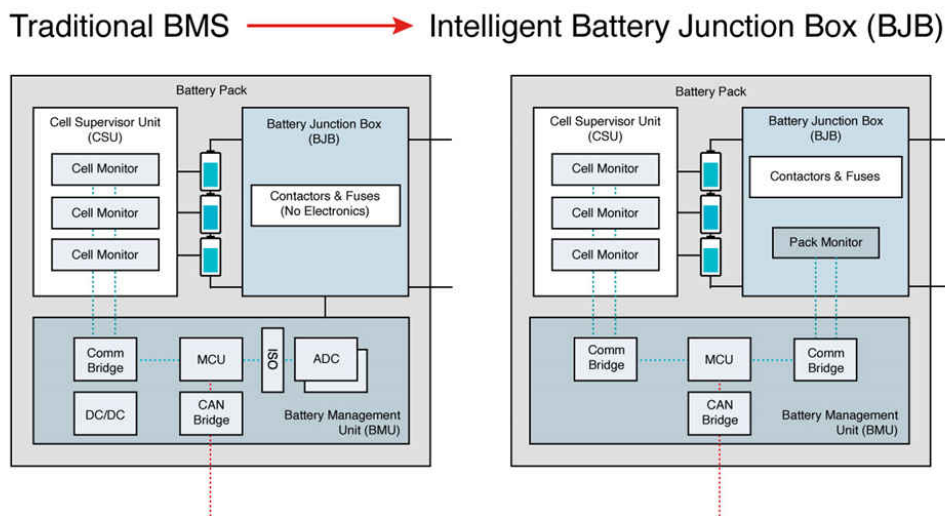 Traditional BMS
Intelligent Battery Junction Box (BJB)
Battery Pack
Cell Supervisor Unit
(CSU)
Cell Monitor
Cell Monitor
Cell Monitor
Battery Junction Box
(BJB)
Contactors & Fuses
(No Electronics)
Comm
Bridge
MCU
ISO
ADC
DC/DC
CAN
Bridge
Battery Management
Unit (BMU)
Battery Pack
Cell Supervisor Unit
(CSU)
Cell Monitor
Cell Monitor
Cell Monitor
Battery Junction Box
(BJB)
Contactors & Fuses
Pack Monitor
Comm
Bridge
MCU
Comm
Bridge
CAN
Bridge
Battery Management
Unit (BMU)